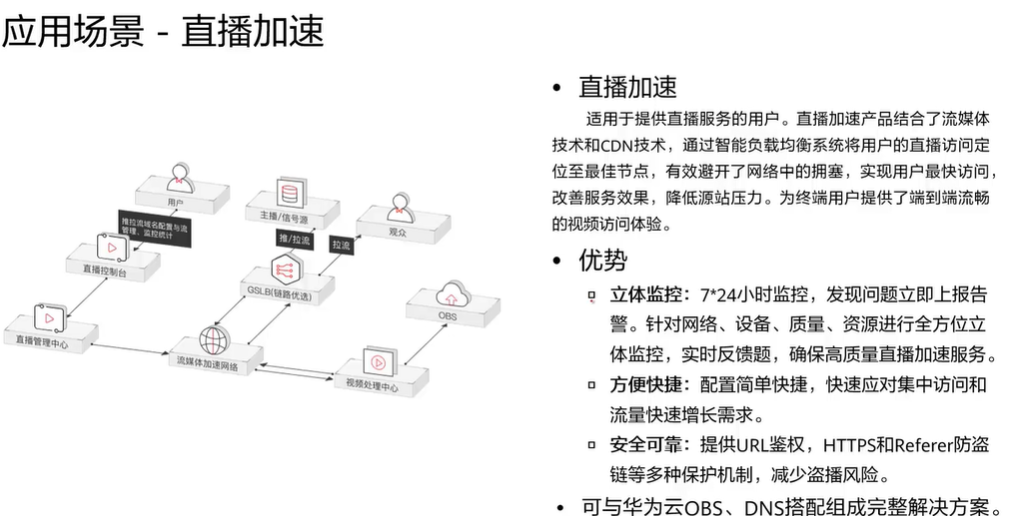 应用场景 - 直播加速
用户
推拉流域名配置与流
管理、监控统计
直播控制台
直播管理中心
主播/信号源
推/拉流
拉流
观众
GSLB(链路优选)
流媒体加速网络
OBS
视频处理中心
• 直播加速
适用于提供直播服务的用户。直播加速产品结合了流媒体
技术和CDN技术，通过智能负载均衡系统将用户的直播访问定
位至最佳节点，有效避开了网络中的拥塞，实现用户最快访问，
改善服务效果，降低源站压力。为终端用户提供了端到端流畅
的视频访问体验。
• 优势
▫ 立体监控：7*24小时监控，发现问题立即上报告
警。针对网络、设备、质量、资源进行全方位立
体监控，实时反馈题，确保高质量直播加速服务。
▫ 方便快捷：配置简单快捷，快速应对集中访问和
流量快速增长需求。
▫ 安全可靠：提供URL鉴权，HTTPS和Referer防盗
链等多种保护机制，减少盗播风险。
• 可与华为云OBS、DNS搭配组成完整解决方案。